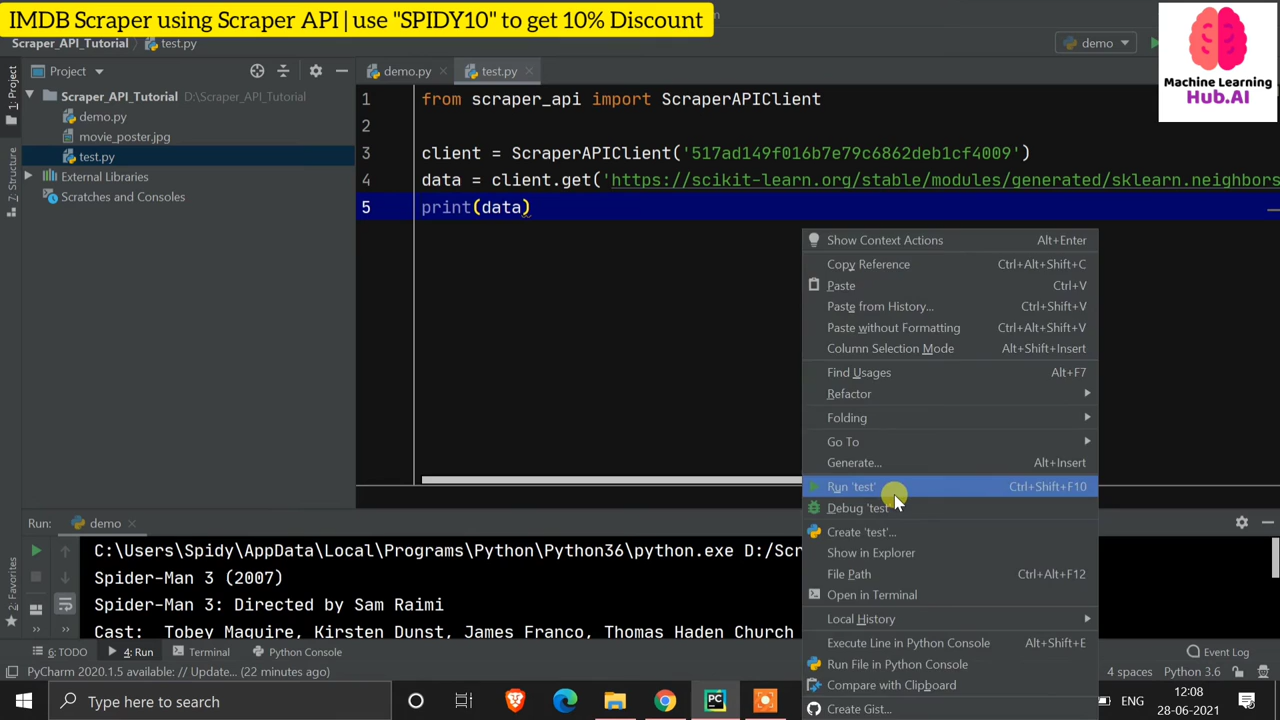 IMDB Scraper using Scraper API | use "SPIDY10" to get 10% Discount
Scraper_API_Tutorial
test.py
demo
Machine Learning
Hub.AI
1: Project
7: Structure
2: Favorites
Project
Scraper_API_Tutorial D:\Scraper_API_Tutorial
demo.py
movie_poster.jpg
test.py
External Libraries
Scratches and Consoles
demo.py
test.py
1 from scraper_api import ScraperAPIClient
2
3 client = ScraperAPIClient('517ad149f016b7e79c6862deb1cf4009')
4 data = client.get('https://scikit-learn.org/stable/modules/generated/sklearn.neighbors
5 print(data)
Show Context Actions Alt+Enter
Copy Reference Ctrl+Alt+Shift+C
Paste Ctrl+V
Paste from History... Ctrl+Shift+V
Paste without Formatting Ctrl+Alt+Shift+V
Column Selection Mode Alt+Shift+Insert
Find Usages Alt+F7
Refactor
Folding
Go To
Generate... Alt+Insert
Run 'test' Ctrl+Shift+F10
Debug 'test'
Create 'test'...
Show in Explorer
File Path Ctrl+Alt+F12
Open in Terminal
Local History
Execute Line in Python Console Alt+Shift+E
Run File in Python Console
Compare with Clipboard
Create Gist...
Run: demo
C:\Users\Spidy\AppData\Local\Programs\Python\Python36\python.exe D:/Scr
Spider-Man 3 (2007)
Spider-Man 3: Directed by Sam Raimi
Cast: Tobey Maguire, Kirsten Dunst, James Franco, Thomas Haden Church
6: TODO
4: Run
Terminal
Python Console
Event Log
PyCharm 2020.1.5 available // Update... (22 minutes ago)
4 spaces Python 3.6
Type here to search
PC
ENG
12:08
28-06-2021